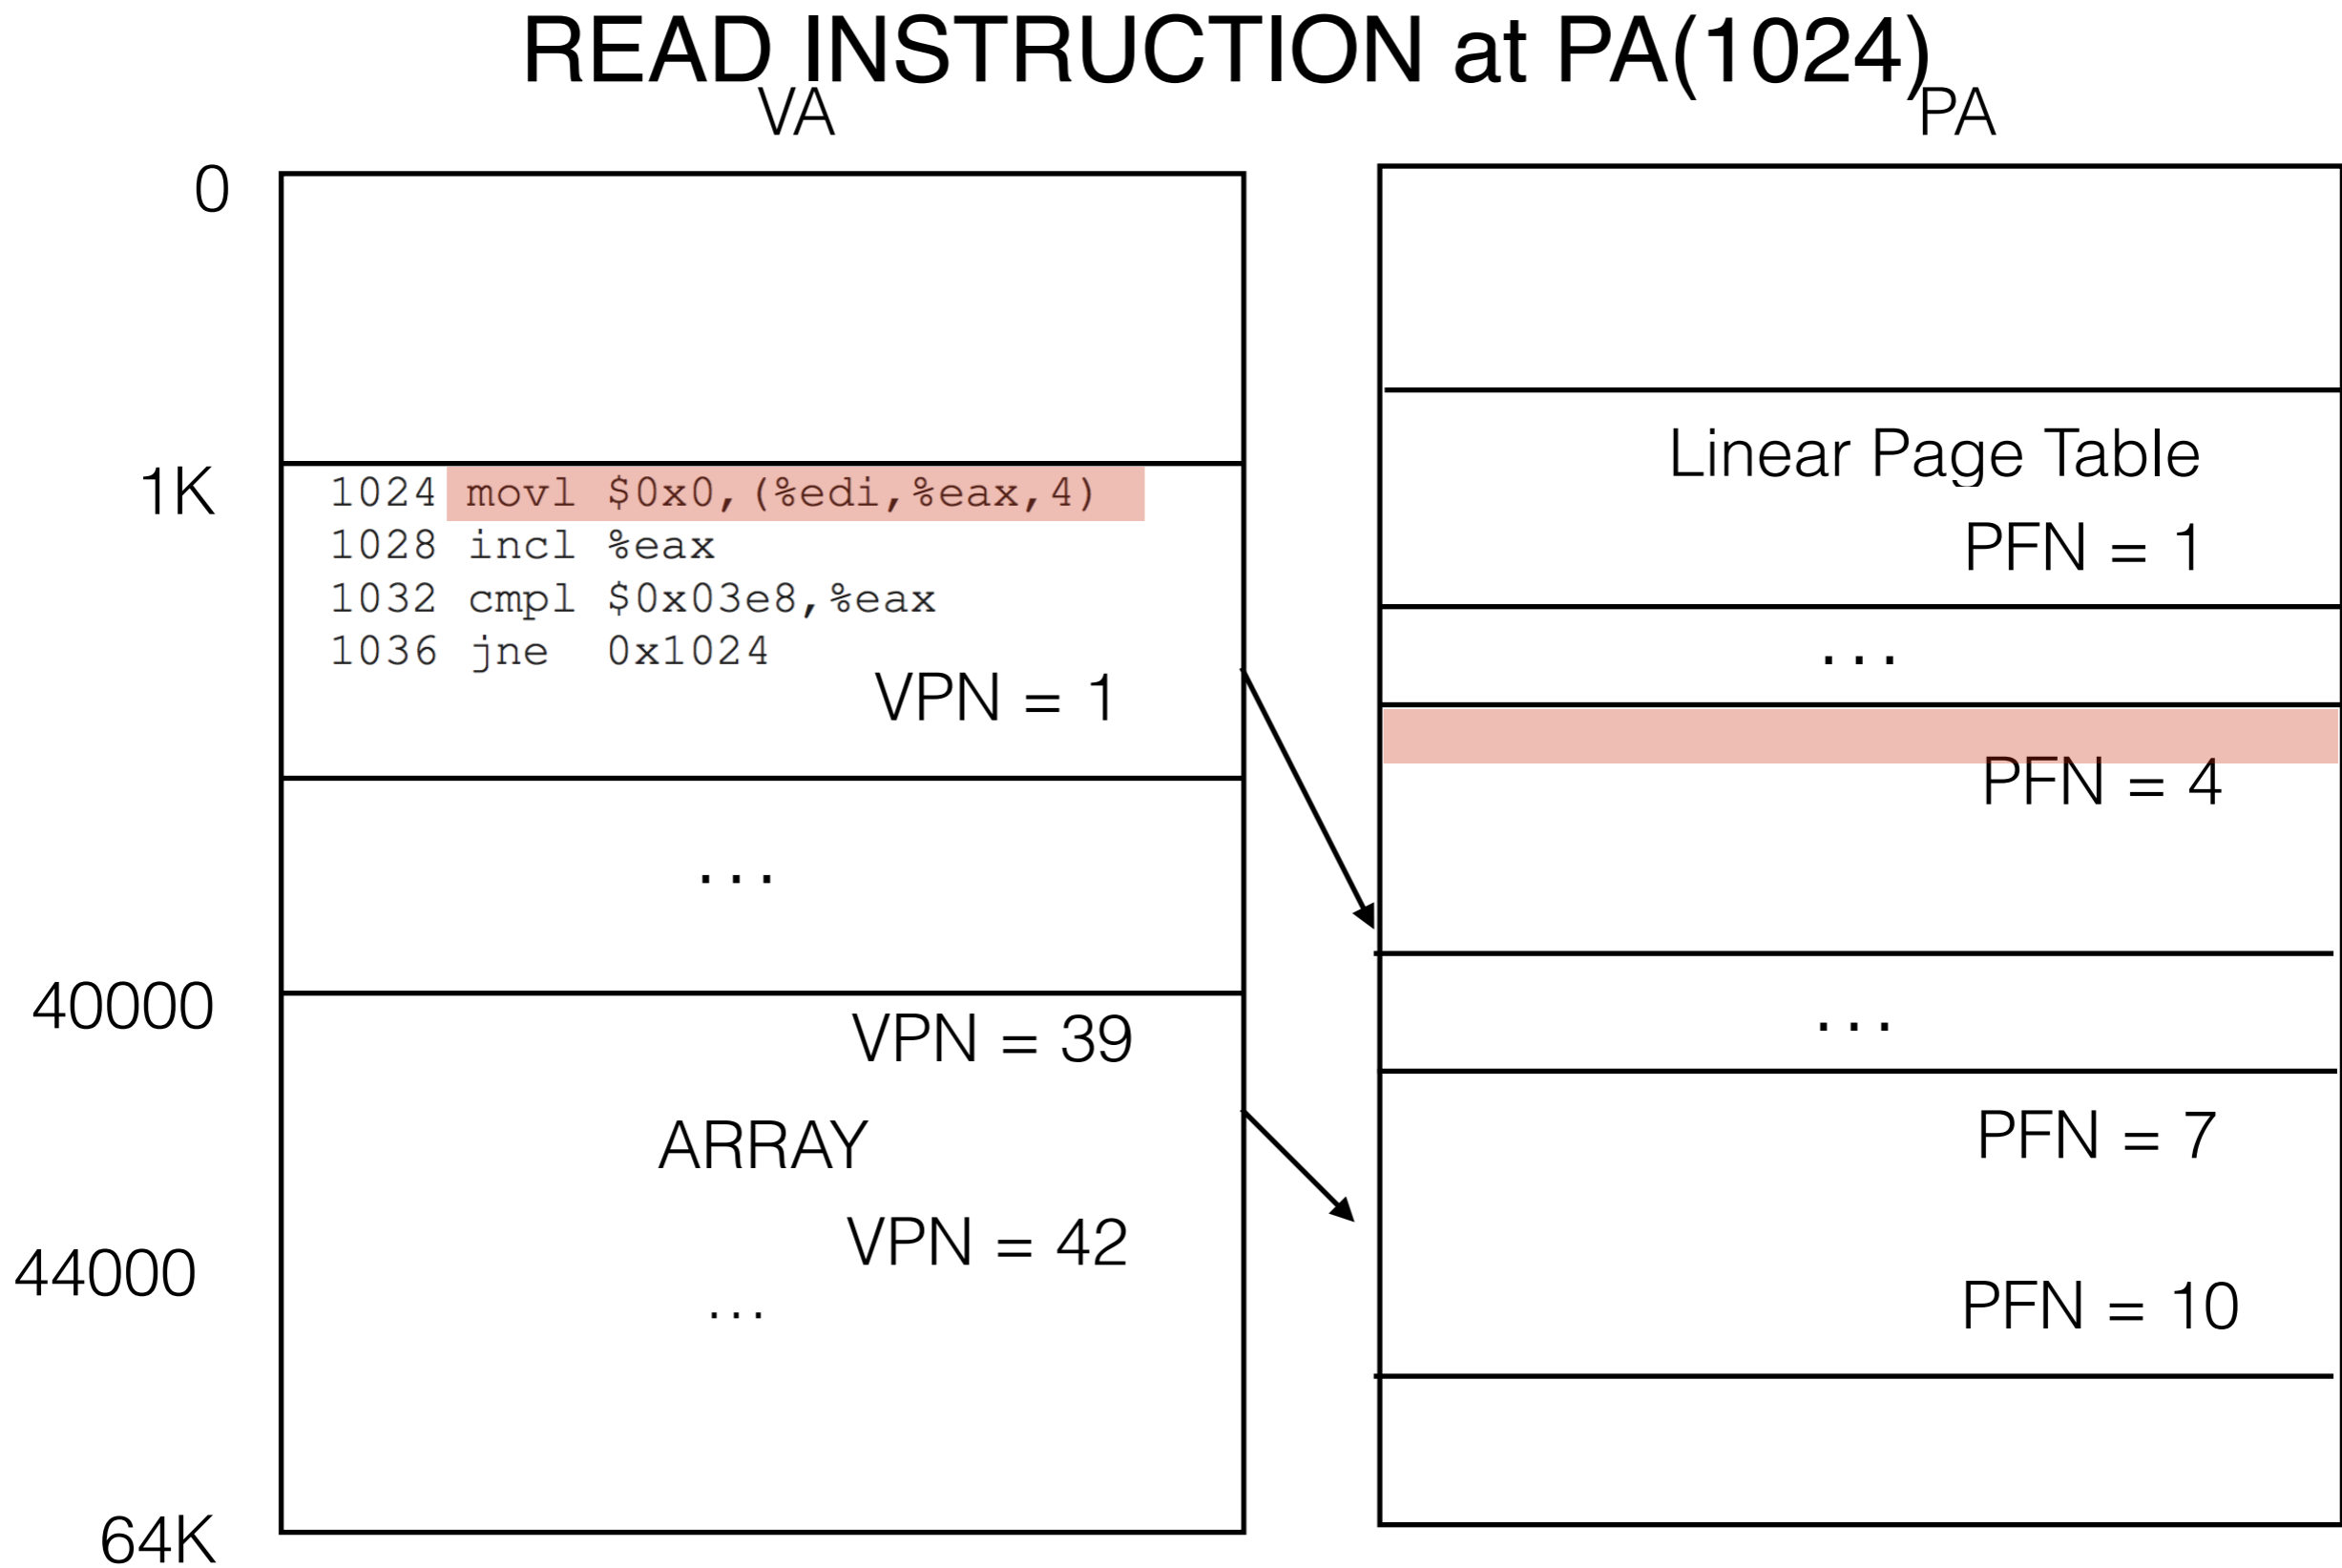 READ INSTRUCTION at PA(1024)
VA
PA
0
1K
1024 movl $0x0,(%edi,%eax,4)
1028 incl %eax
1032 cmpl $0x03e8,%eax
1036 jne 0x1024
VPN = 1
...
40000
VPN = 39
ARRAY
VPN = 42
44000
...
64K
Linear Page Table
PFN = 1
...
PFN = 4
...
PFN = 7
PFN = 10